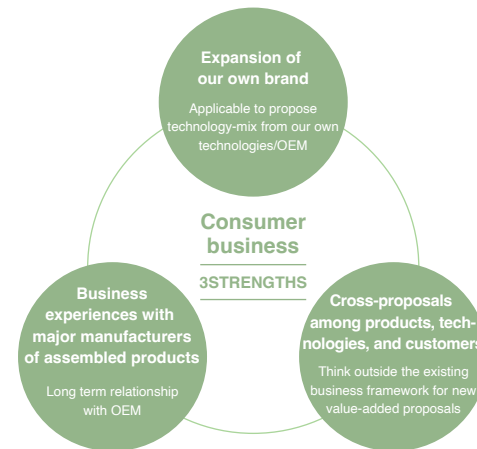 Expansion of
our own brand
Applicable to propose
technology-mix from our own
technologies/OEM
Consumer
business
3STRENGTHS
Business
experiences with
major manufacturers
of assembled products
Long term relationship
with OEM
Cross-proposals
among products, tech-
nologies, and customers
Think outside the existing
business framework for new
value-added proposals